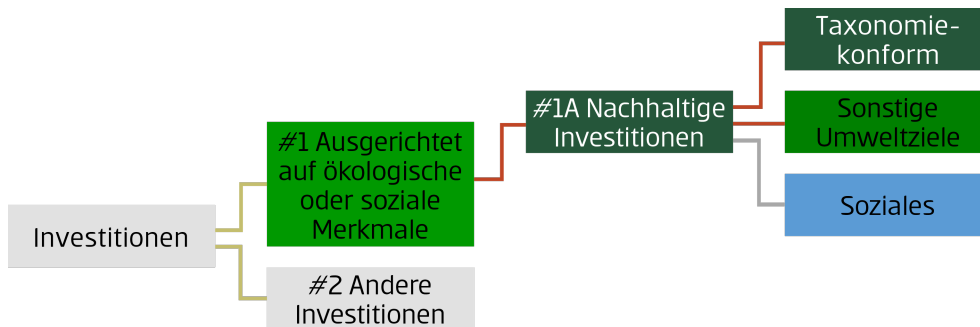 Investitionen
#1 Ausgerichtet
auf ökologische
oder soziale
Merkmale
#2 Andere
Investitionen
#1A Nachhaltige
Investitionen
Taxonomie-
konform
Sonstige
Umweltziele
Soziales